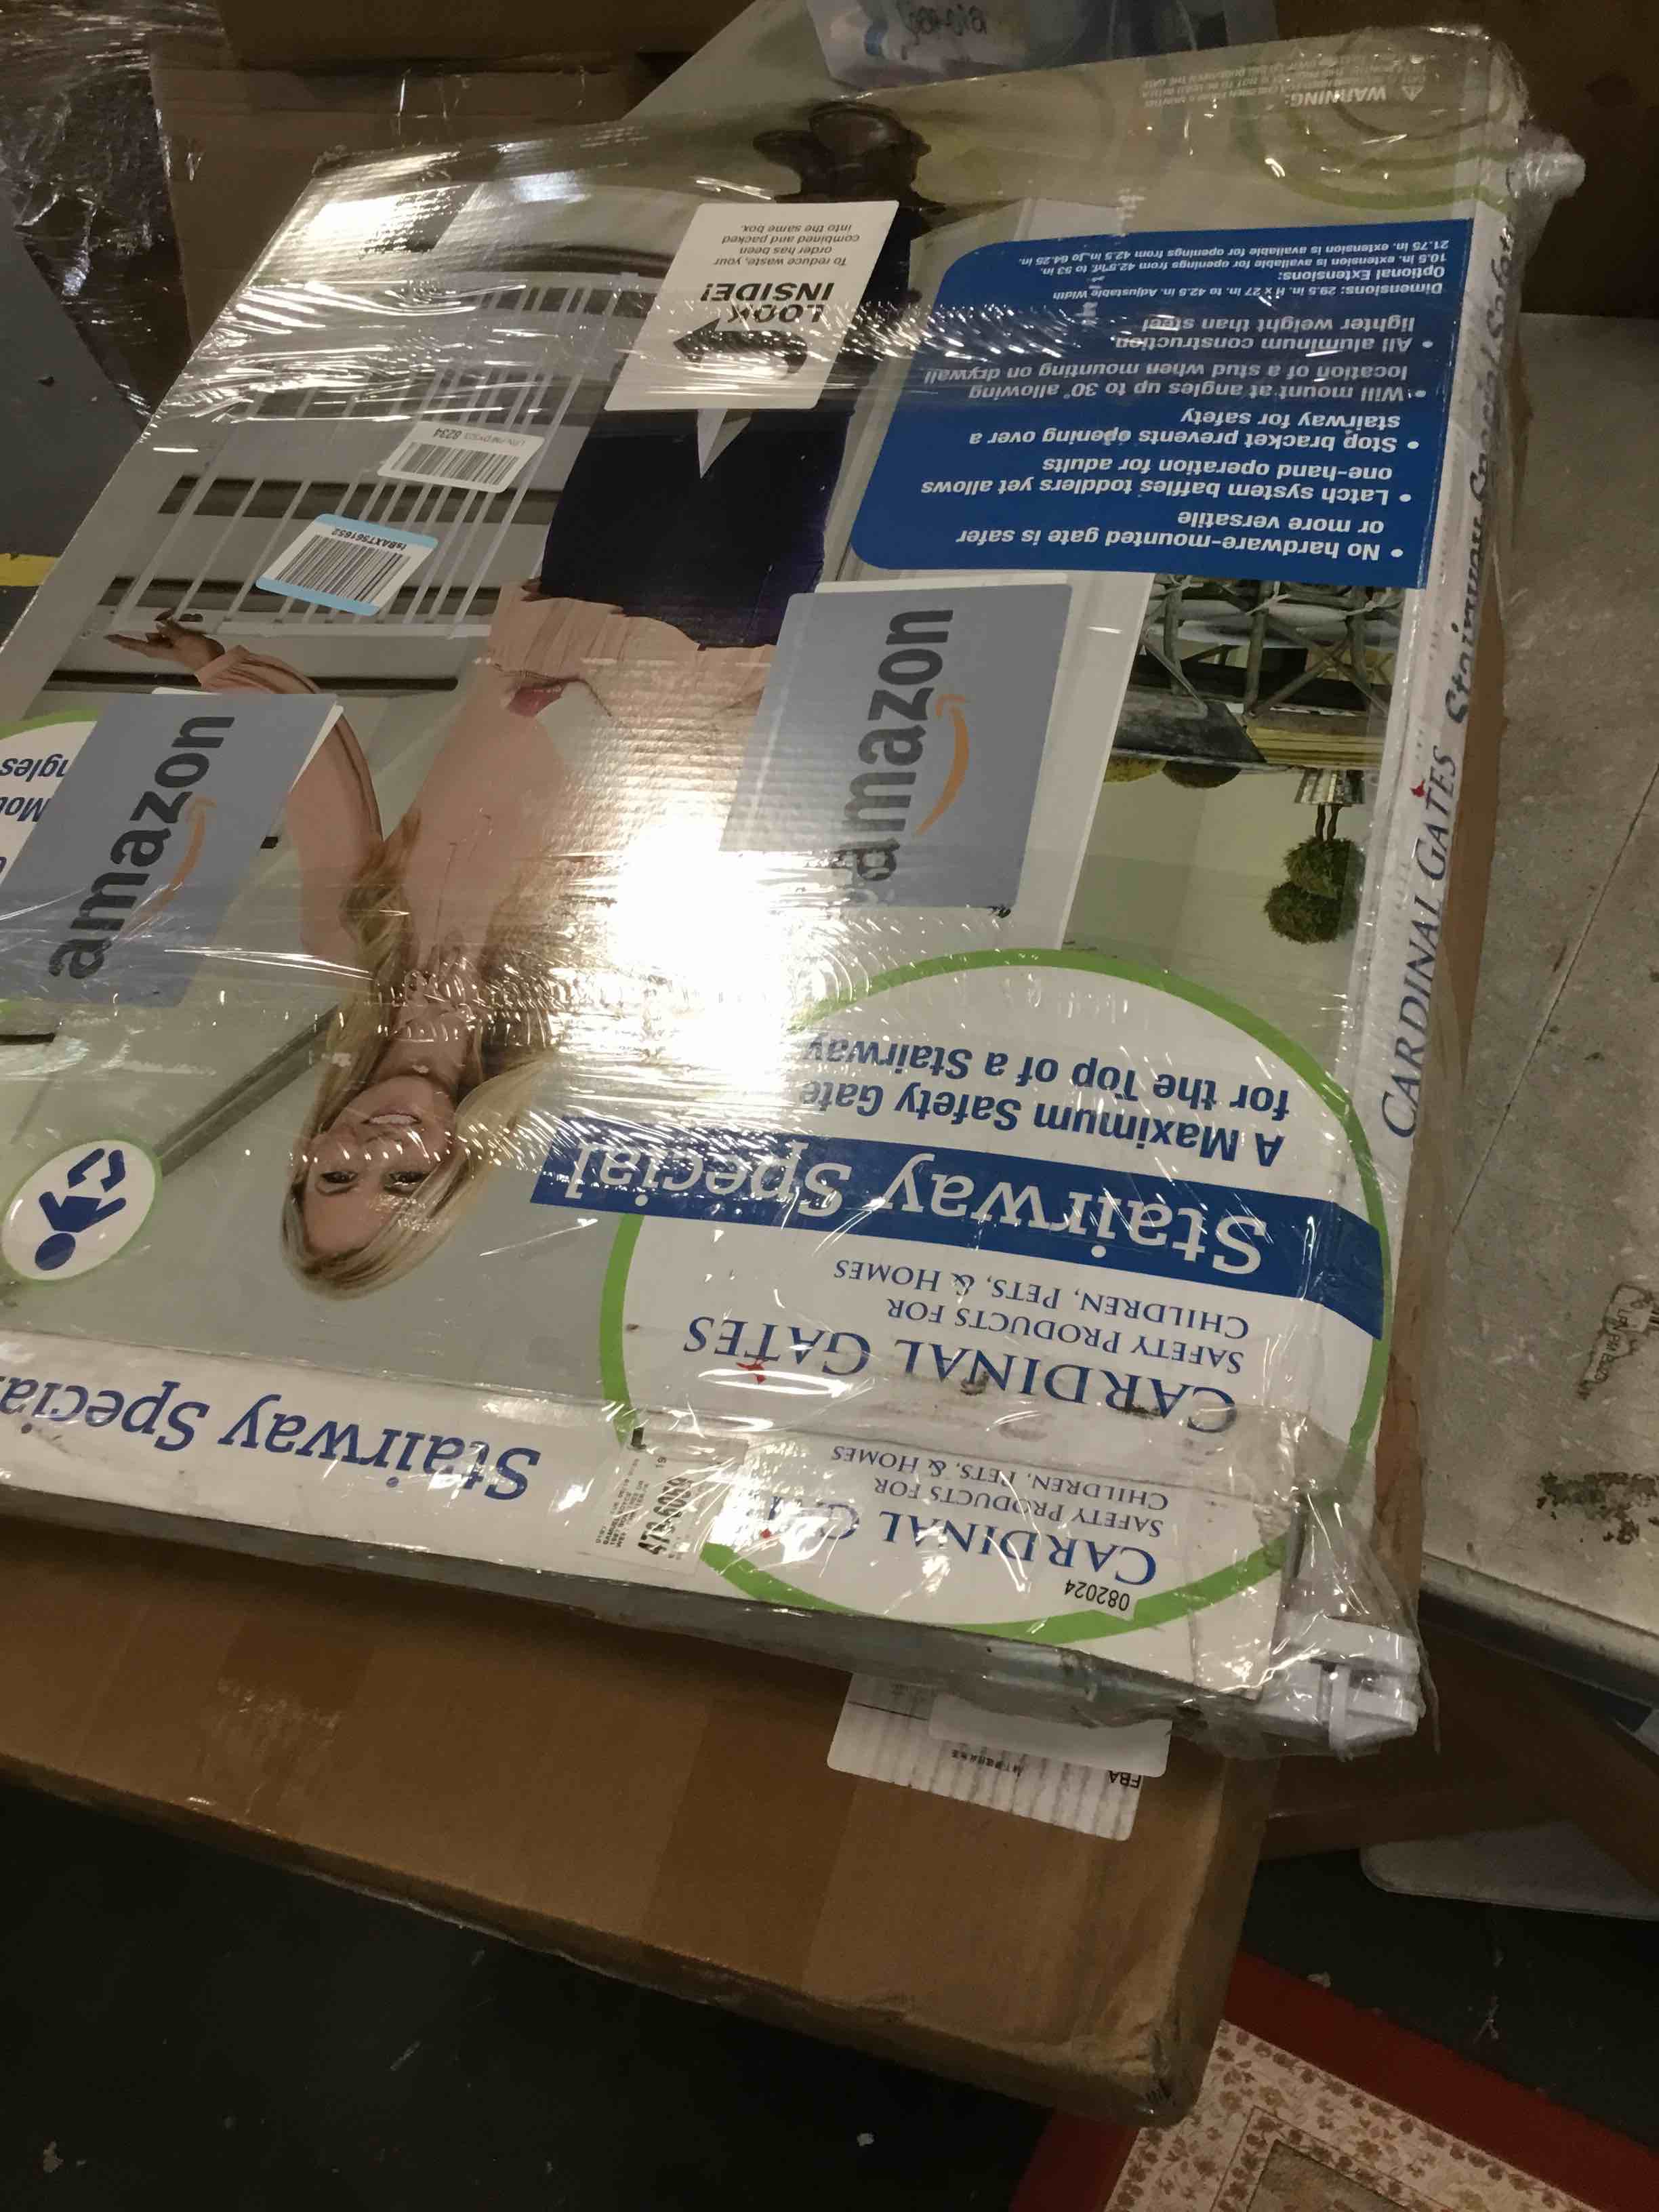 082024
CARDINAL
SAFETY PRODUCTS FOR
CHILDREN, PETS, & HOMES
Stairway Special
CARDINAL GATES
SAFETY PRODUCTS FOR
CHILDREN, PETS, & HOMES
Stairway Special
A Maximum Safety Gate
for the Top of a Stairway
amazon
amazon
• No hardware-mounted gate is safer
or more versatile
• Latch system baffles toddlers yet allows
one-hand operation for adults
• Stop bracket prevents opening over a
stairway for safety
• Will mount at angles up to 30° allowing
location of a stud when mounting on drywall
• All aluminum construction,
lighter weight than steel
Dimensions: 29.5 in. H x 27 in. to 42.5 in. Adjustable Width
Optional Extensions:
10.5 in. extension is available for openings from 42.5 in. to 53 in.
21.75 in. extension is available for openings from 42.5 in. to 64.25 in.
WARNING:
LOOK
INSIDE!
To reduce waste, your
order has been
combined and packed
into the same box.
8234
CARDINAL GATES Stairway Special
FBA